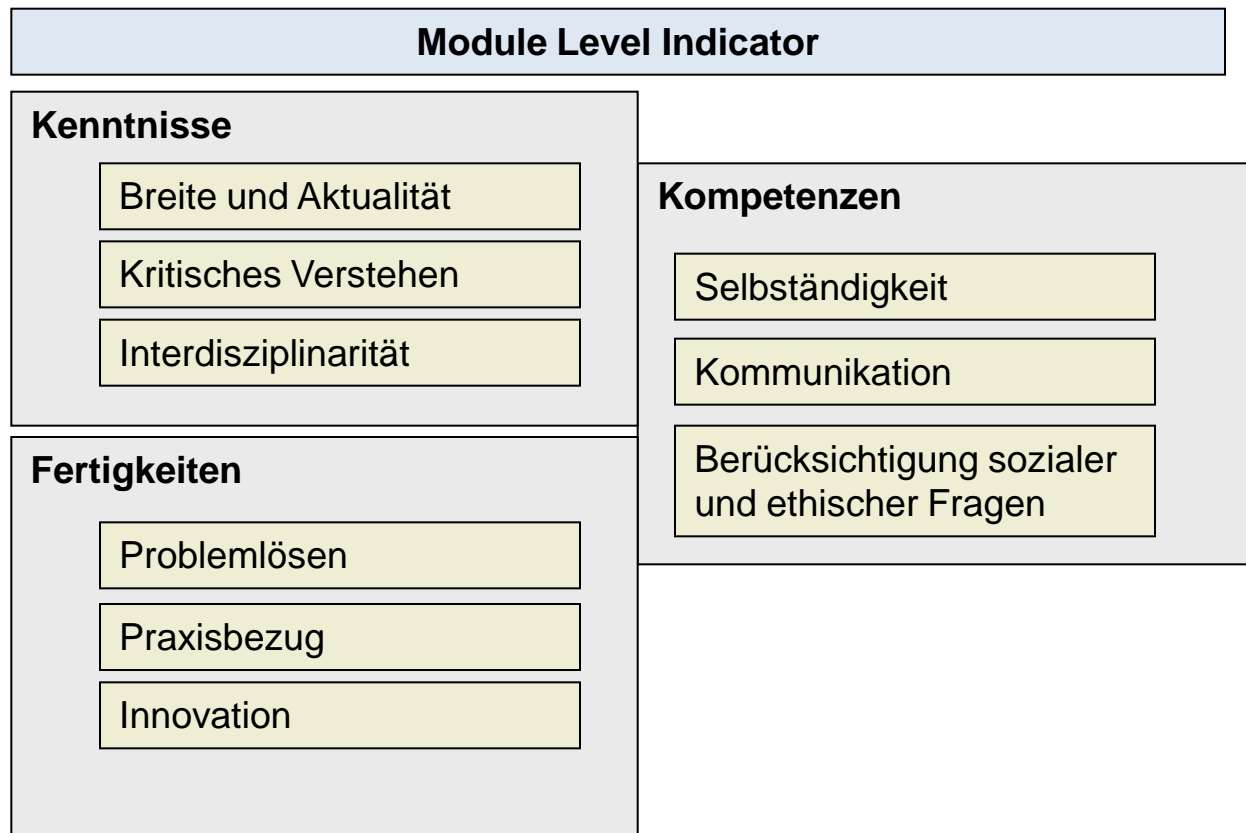 Module Level Indicator
Kenntnisse
Breite und Aktualität
Kritisches Verstehen
Interdisziplinarität
Fertigkeiten
Problemlösen
Praxisbezug
Innovation
Kompetenzen
Selbständigkeit
Kommunikation
Berücksichtigung sozialer
und ethischer Fragen